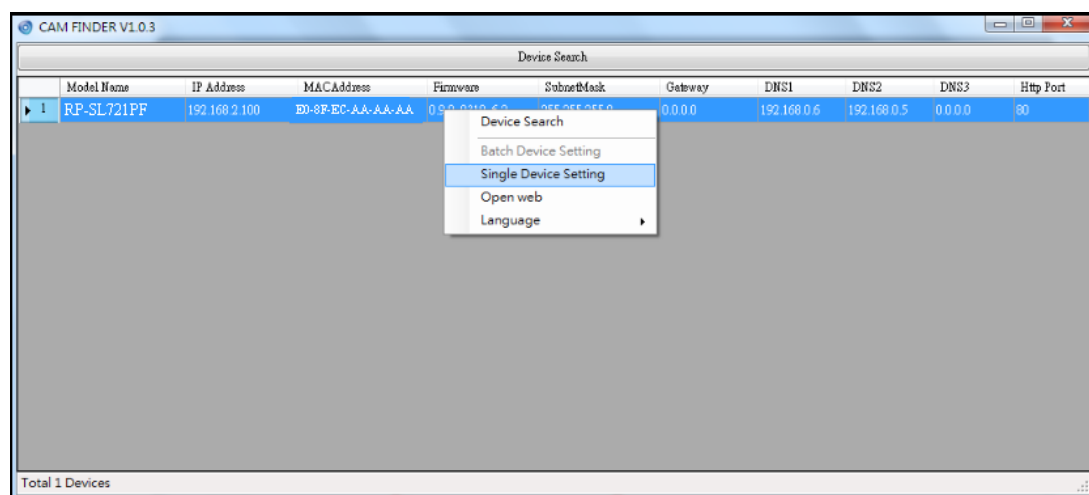 CAM FINDER V1.0.3
Device Search
Model Name IP Address MACAddress Firmware SubnetMask Gateway DNS1 DNS2 DNS3 Http Port
1 RP-SL721PF 192.168.2.100 E0-8F-EC-AA-AA-AA 0.0.0.0 192.168.0.6 192.168.0.5 0.0.0.0 80
Device Search
Batch Device Setting
Single Device Setting
Open web
Language
Total 1 Devices